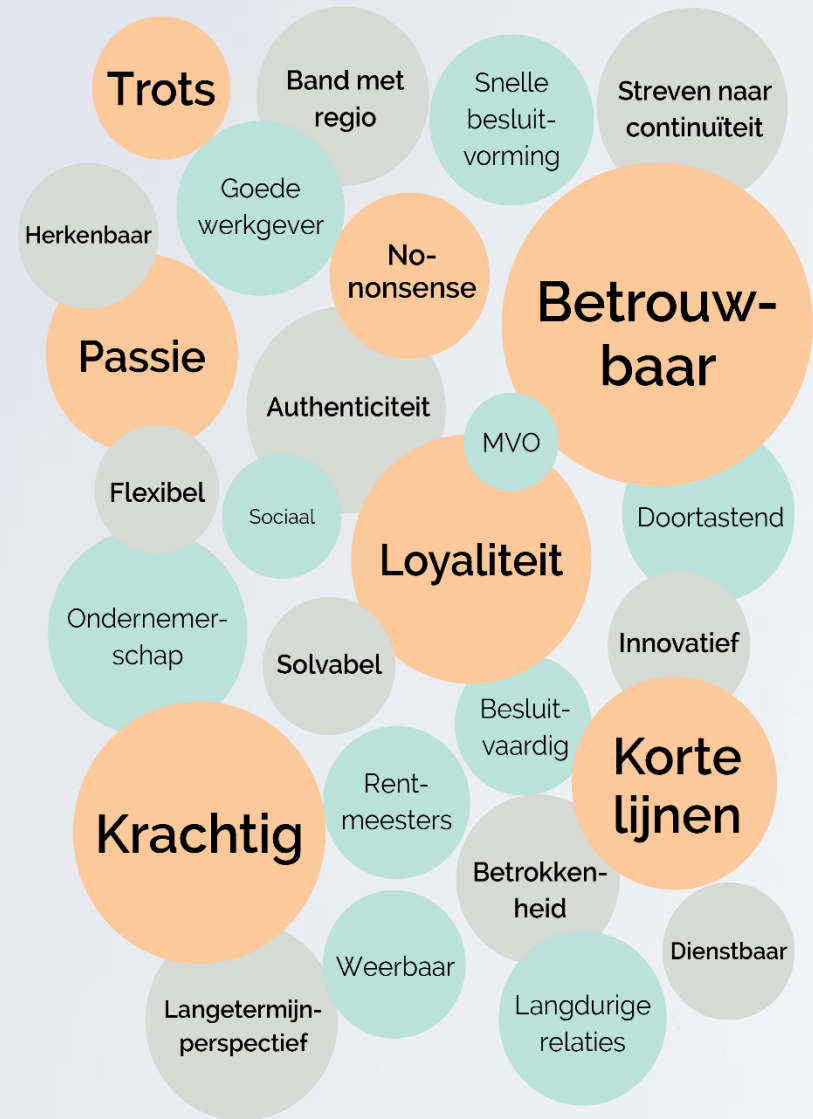 Trots
Band met
regio
Snelle
besluit-
vorming
Streven naar
continuïteit
Goede
werkgever
Herkenbaar
No-
nonsense
Betrouw-
baar
Passie
Authenticiteit
MVO
Flexibel
Sociaal
Doortastend
Loyaliteit
Ondernemer-
schap
Solvabel
Innovatief
Besluit-
vaardig
Korte
lijnen
Rent-
meesters
Krachtig
Betrokken-
heid
Dienstbaar
Weerbaar
Langetermijn-
perspectief
Langdurige
relaties